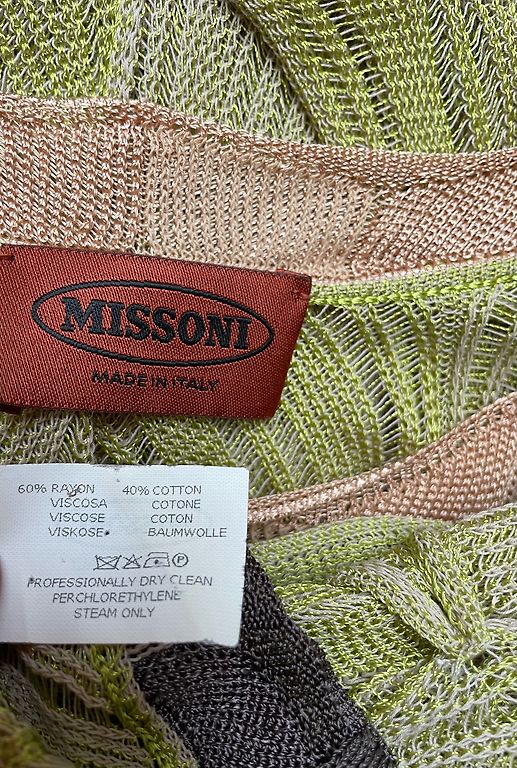 MISSONI
MADE IN ITALY
60% RAYON 40% COTTON
VISCOSA COTONE
VISCOSE COTON
VISKOSE BAUMWOLLE
P
PROFESSIONALLY DRY CLEAN
PERCHLORETHYLENE
STEAM ONLY